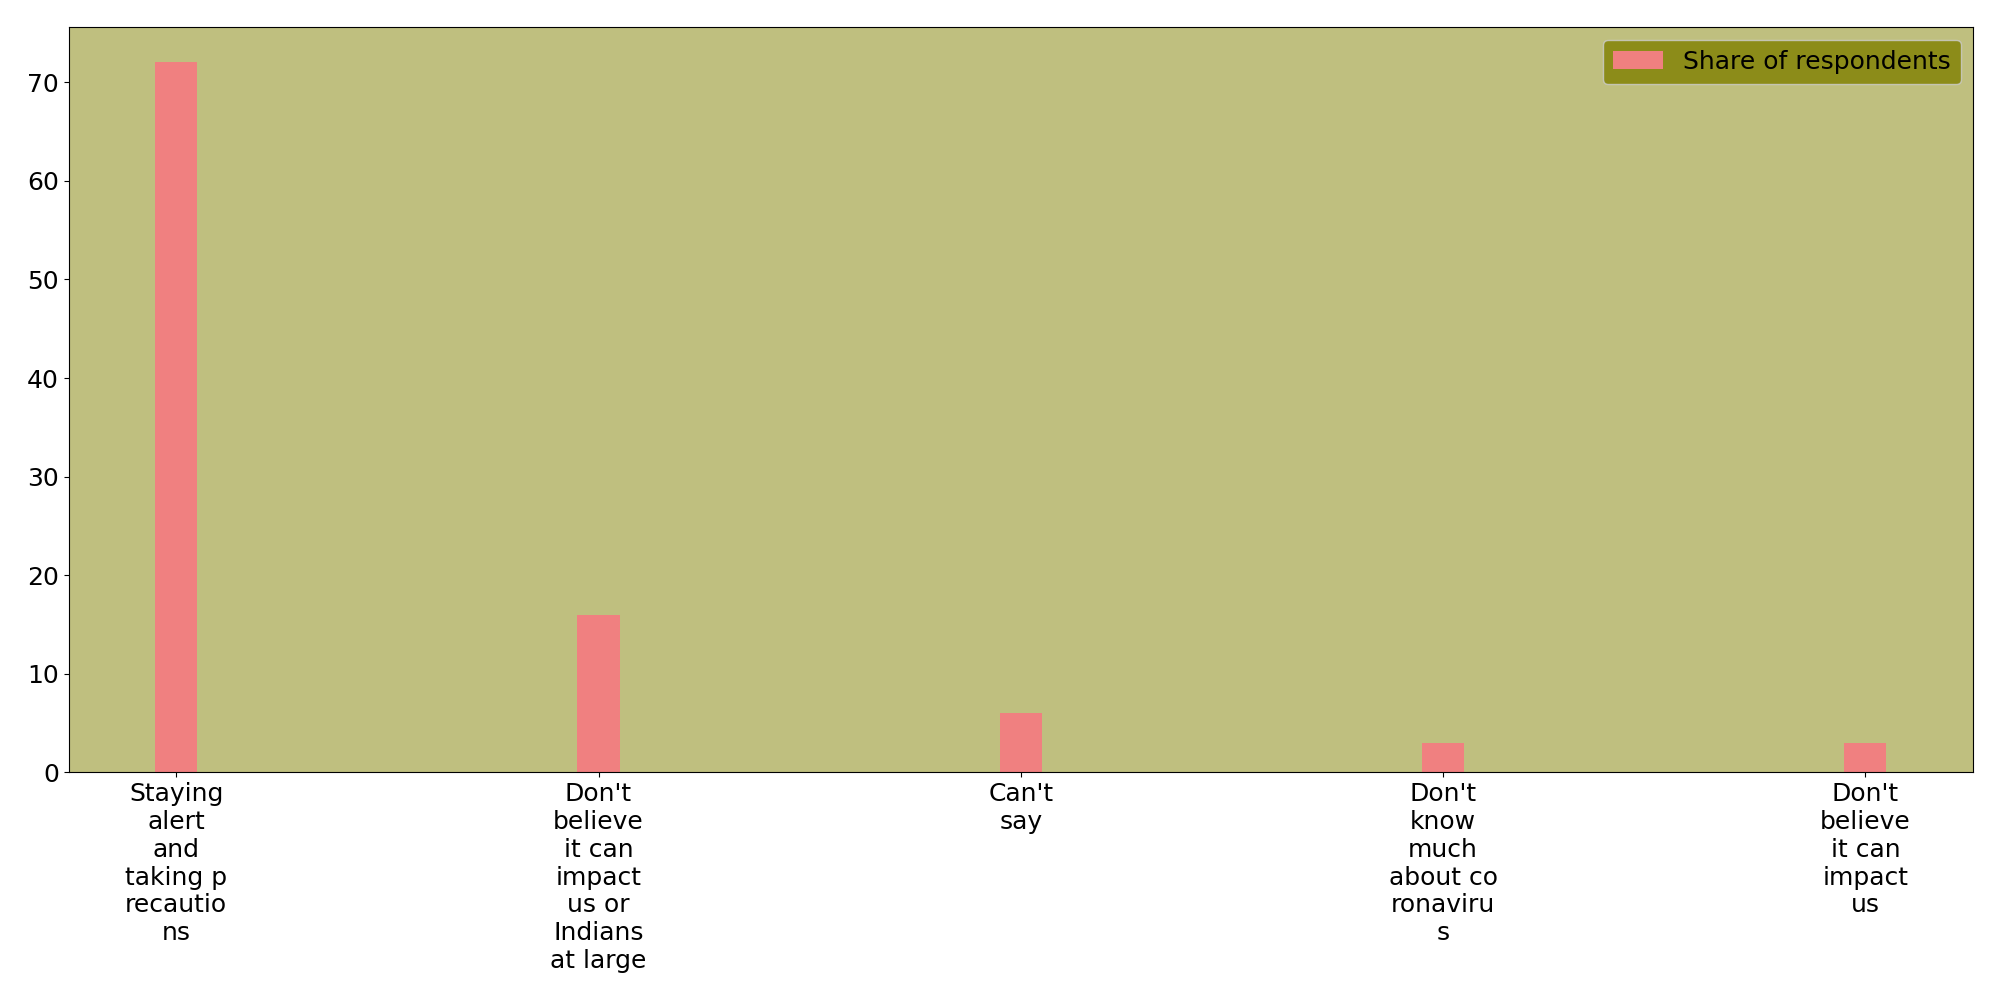 Share of respondents
70
60
50
40
30
20
10
0
Staying
alert
and
taking p
recautio
ns
Don't
believe
it can
impact
us or
Indians
at large
Can't
say
Don't
know
much
about co
ronaviru
s
Don't
believe
it can
impact
us